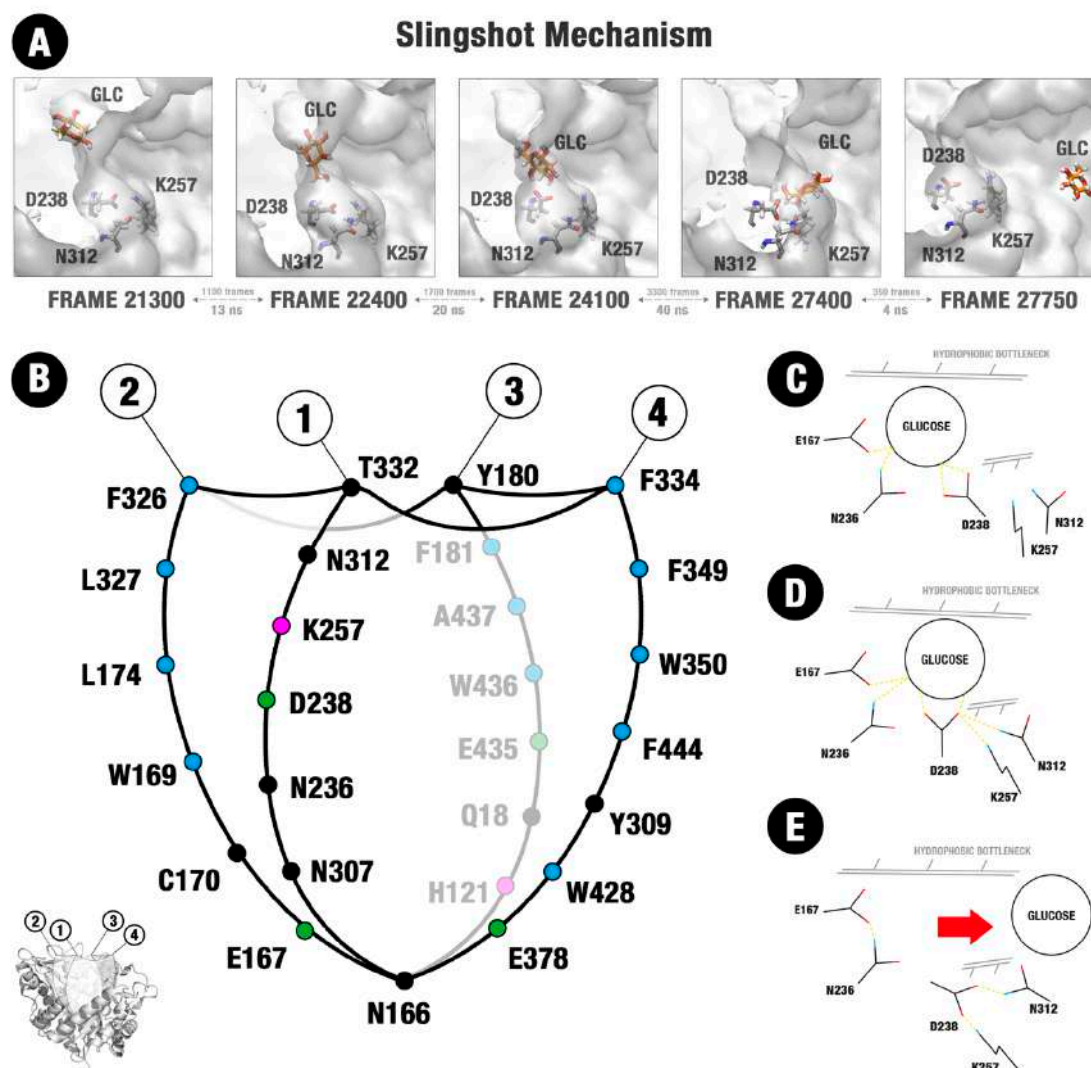 A
Slingshot Mechanism
GLC
D238
K257
N312
GLC
D238
N312
K257
GLC
D238
N312
K257
GLC
D238
N312
K257
D238
GLC
N312
K257
FRAME 21300
1100 frames
13 ns
FRAME 22400
1700 frames
20 ns
FRAME 24100
3300 frames
40 ns
FRAME 27400
350 frames
4 ns
FRAME 27750
B
2
1
3
4
F326
T332
Y180
F334
L327
N312
F181
F349
K257
A437
L174
W350
D238
W436
F444
W169
E435
N236
Q18
Y309
C170
N307
H121
W428
E167
E378
N166
2
1
3
4
C
HYDROPHOBIC BOTTLENECK
GLUCOSE
E167
N236
D238
N312
K257
D
HYDROPHOBIC BOTTLENECK
GLUCOSE
E167
N236
D238
N312
K257
E
HYDROPHOBIC BOTTLENECK
GLUCOSE
E167
N236
N312
D238
K257